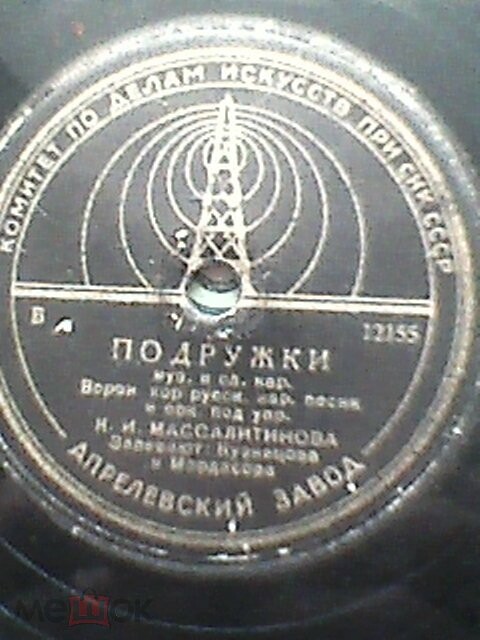 КОМИТЕТ ПО ДЕЛАМ ИСКУССТВ ПРИ СНК СССР
В
12155
ПОДРУЖКИ
муз. и сл. нар.
Ворон. хор русск. нар. песни
и орк. под упр.
К. И. МАССАЛИТИНОВА
Запевают: Кузнецова
и Мордасова
АПРЕЛЕВСКИЙ ЗАВОД
мешок